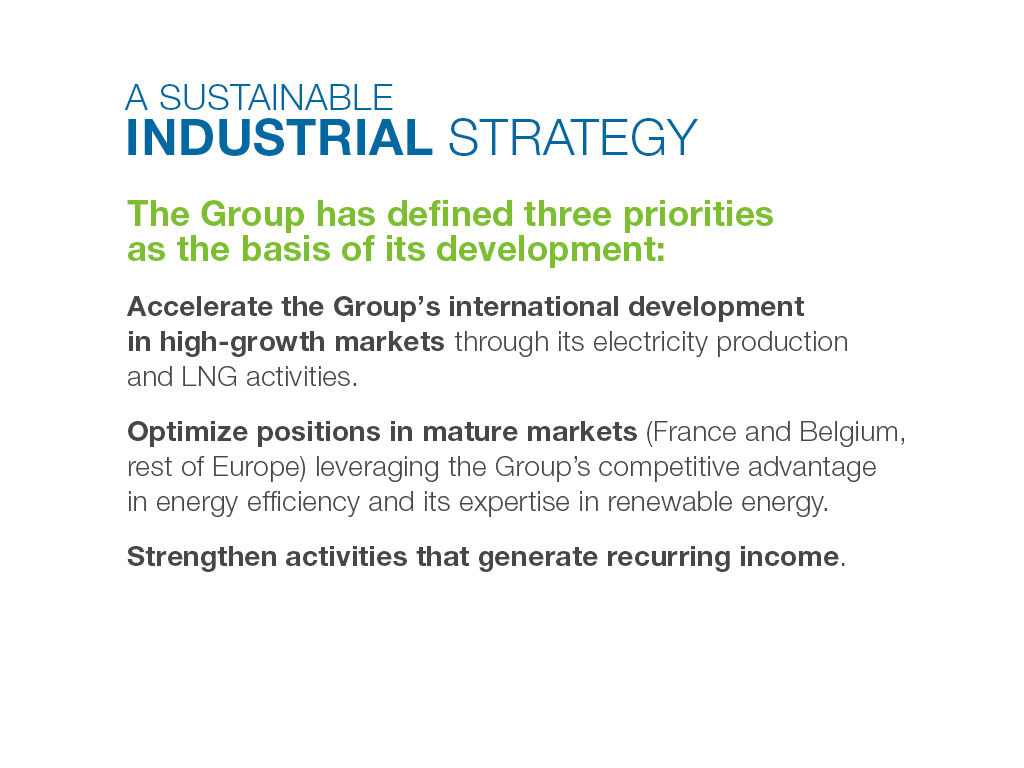 A SUSTAINABLE
INDUSTRIAL STRATEGY
The Group has defined three priorities
as the basis of its development:
Accelerate the Group’s international development
in high-growth markets through its electricity production
and LNG activities.
Optimize positions in mature markets (France and Belgium,
rest of Europe) leveraging the Group’s competitive advantage
in energy efficiency and its expertise in renewable energy.
Strengthen activities that generate recurring income.